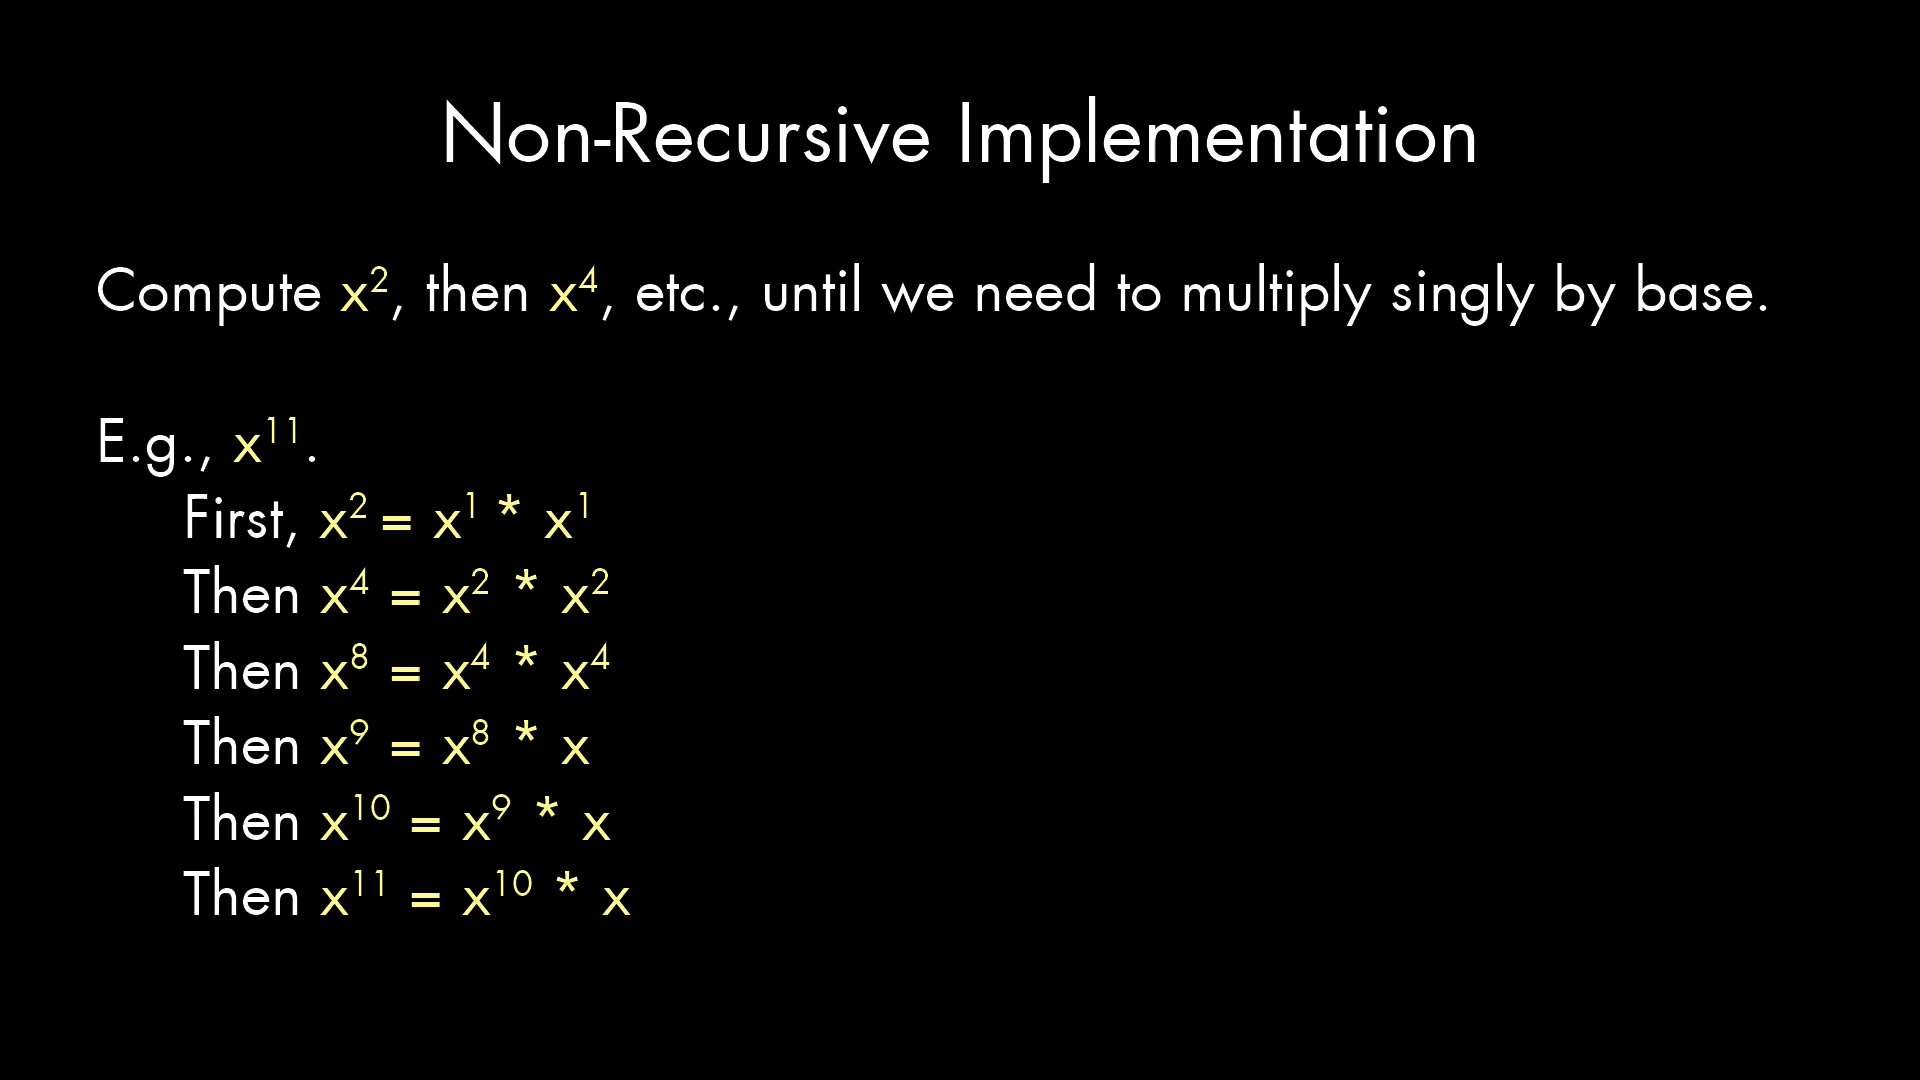 Non-Recursive Implementation
Compute x², then x⁴, etc., until we need to multiply singly by base.
E.g., x¹¹.
First, x² = x¹ * x¹
Then x⁴ = x² * x²
Then x⁸ = x⁴ * x⁴
Then x⁹ = x⁸ * x
Then x¹⁰ = x⁹ * x
Then x¹¹ = x¹⁰ * x